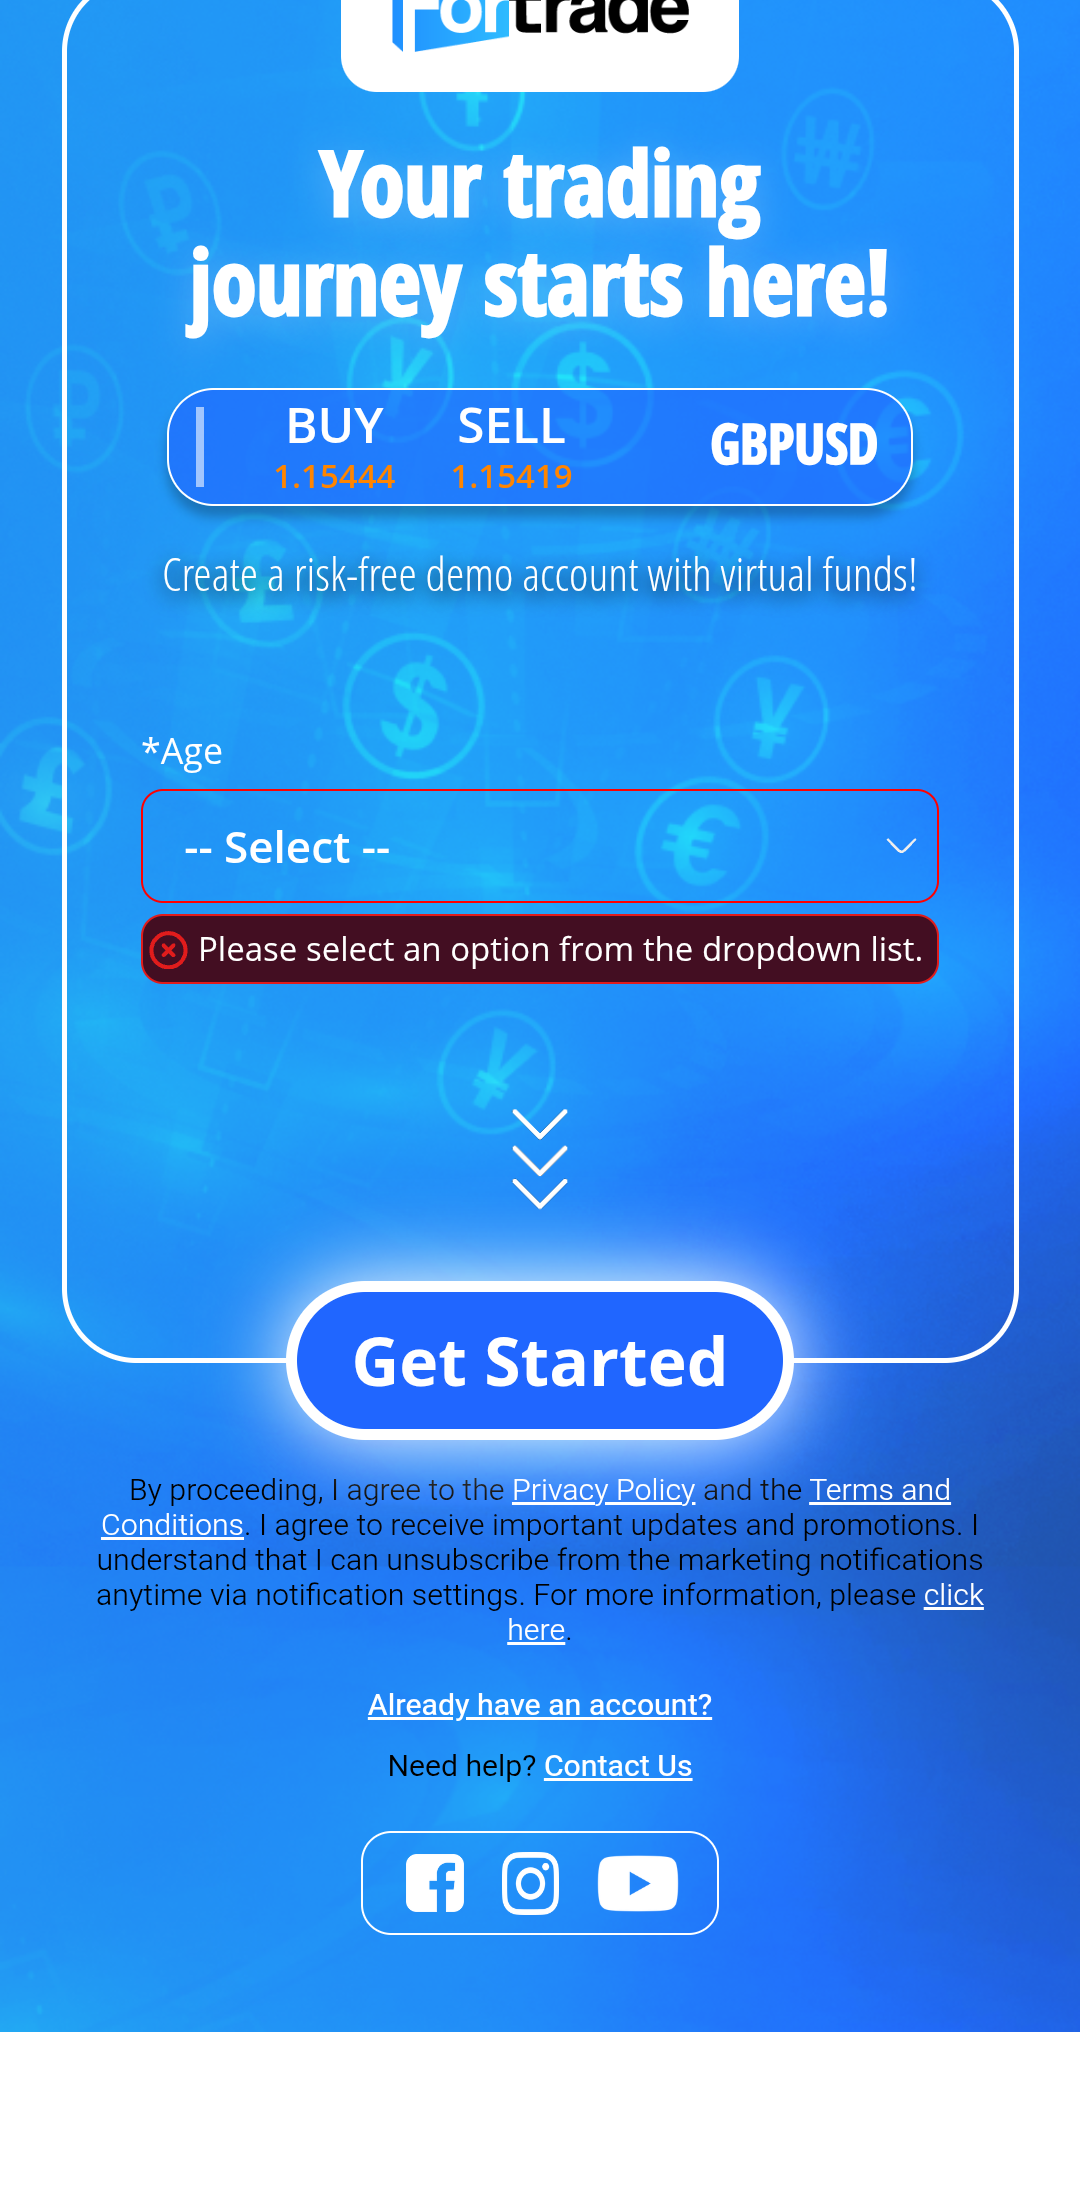 Fortrade
Your trading
journey starts here!
BUY SELL GBPUSD
1.15444 1.15419
Create a risk-free demo account with virtual funds!
*Age
-- Select --
Please select an option from the dropdown list.
Get Started
By proceeding, I agree to the Privacy Policy and the Terms and
Conditions. I agree to receive important updates and promotions. I
understand that I can unsubscribe from the marketing notifications
anytime via notification settings. For more information, please click
here.
Already have an account?
Need help? Contact Us